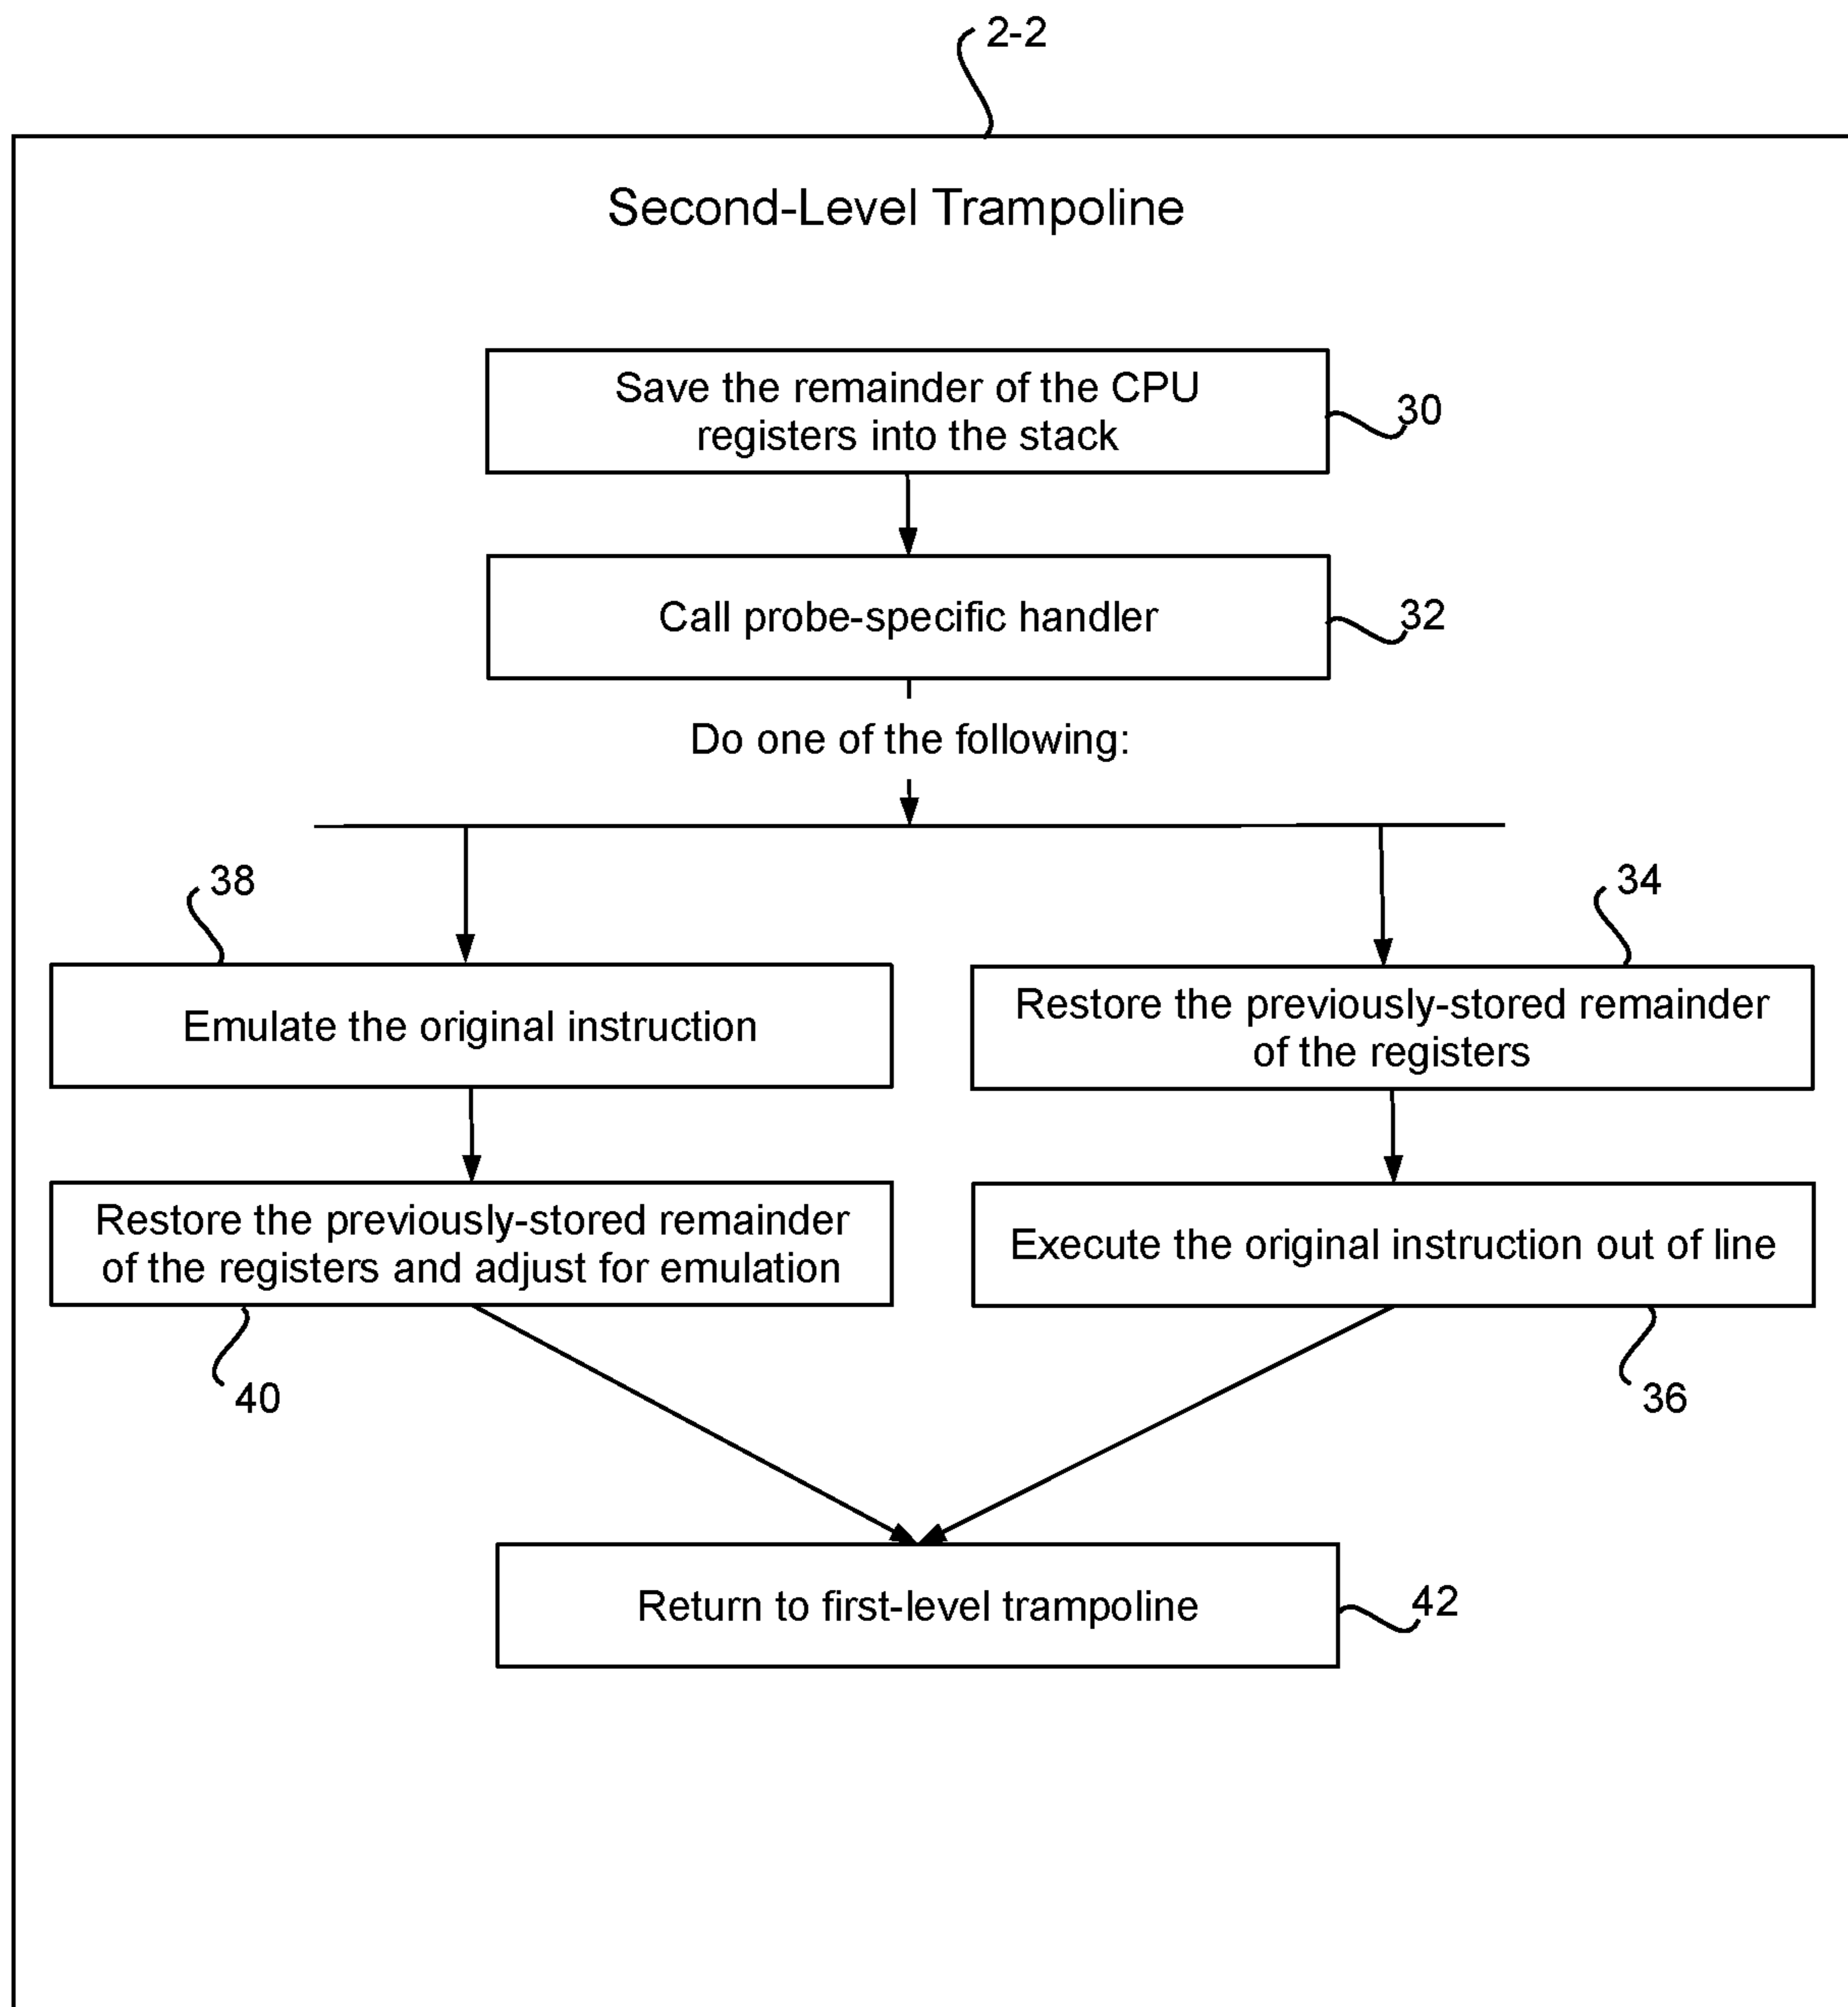 2-2
Second-Level Trampoline
Save the remainder of the CPU
registers into the stack
30
Call probe-specific handler
32
Do one of the following:
38
34
Emulate the original instruction
Restore the previously-stored remainder
of the registers
Restore the previously-stored remainder
of the registers and adjust for emulation
Execute the original instruction out of line
40
36
Return to first-level trampoline
42